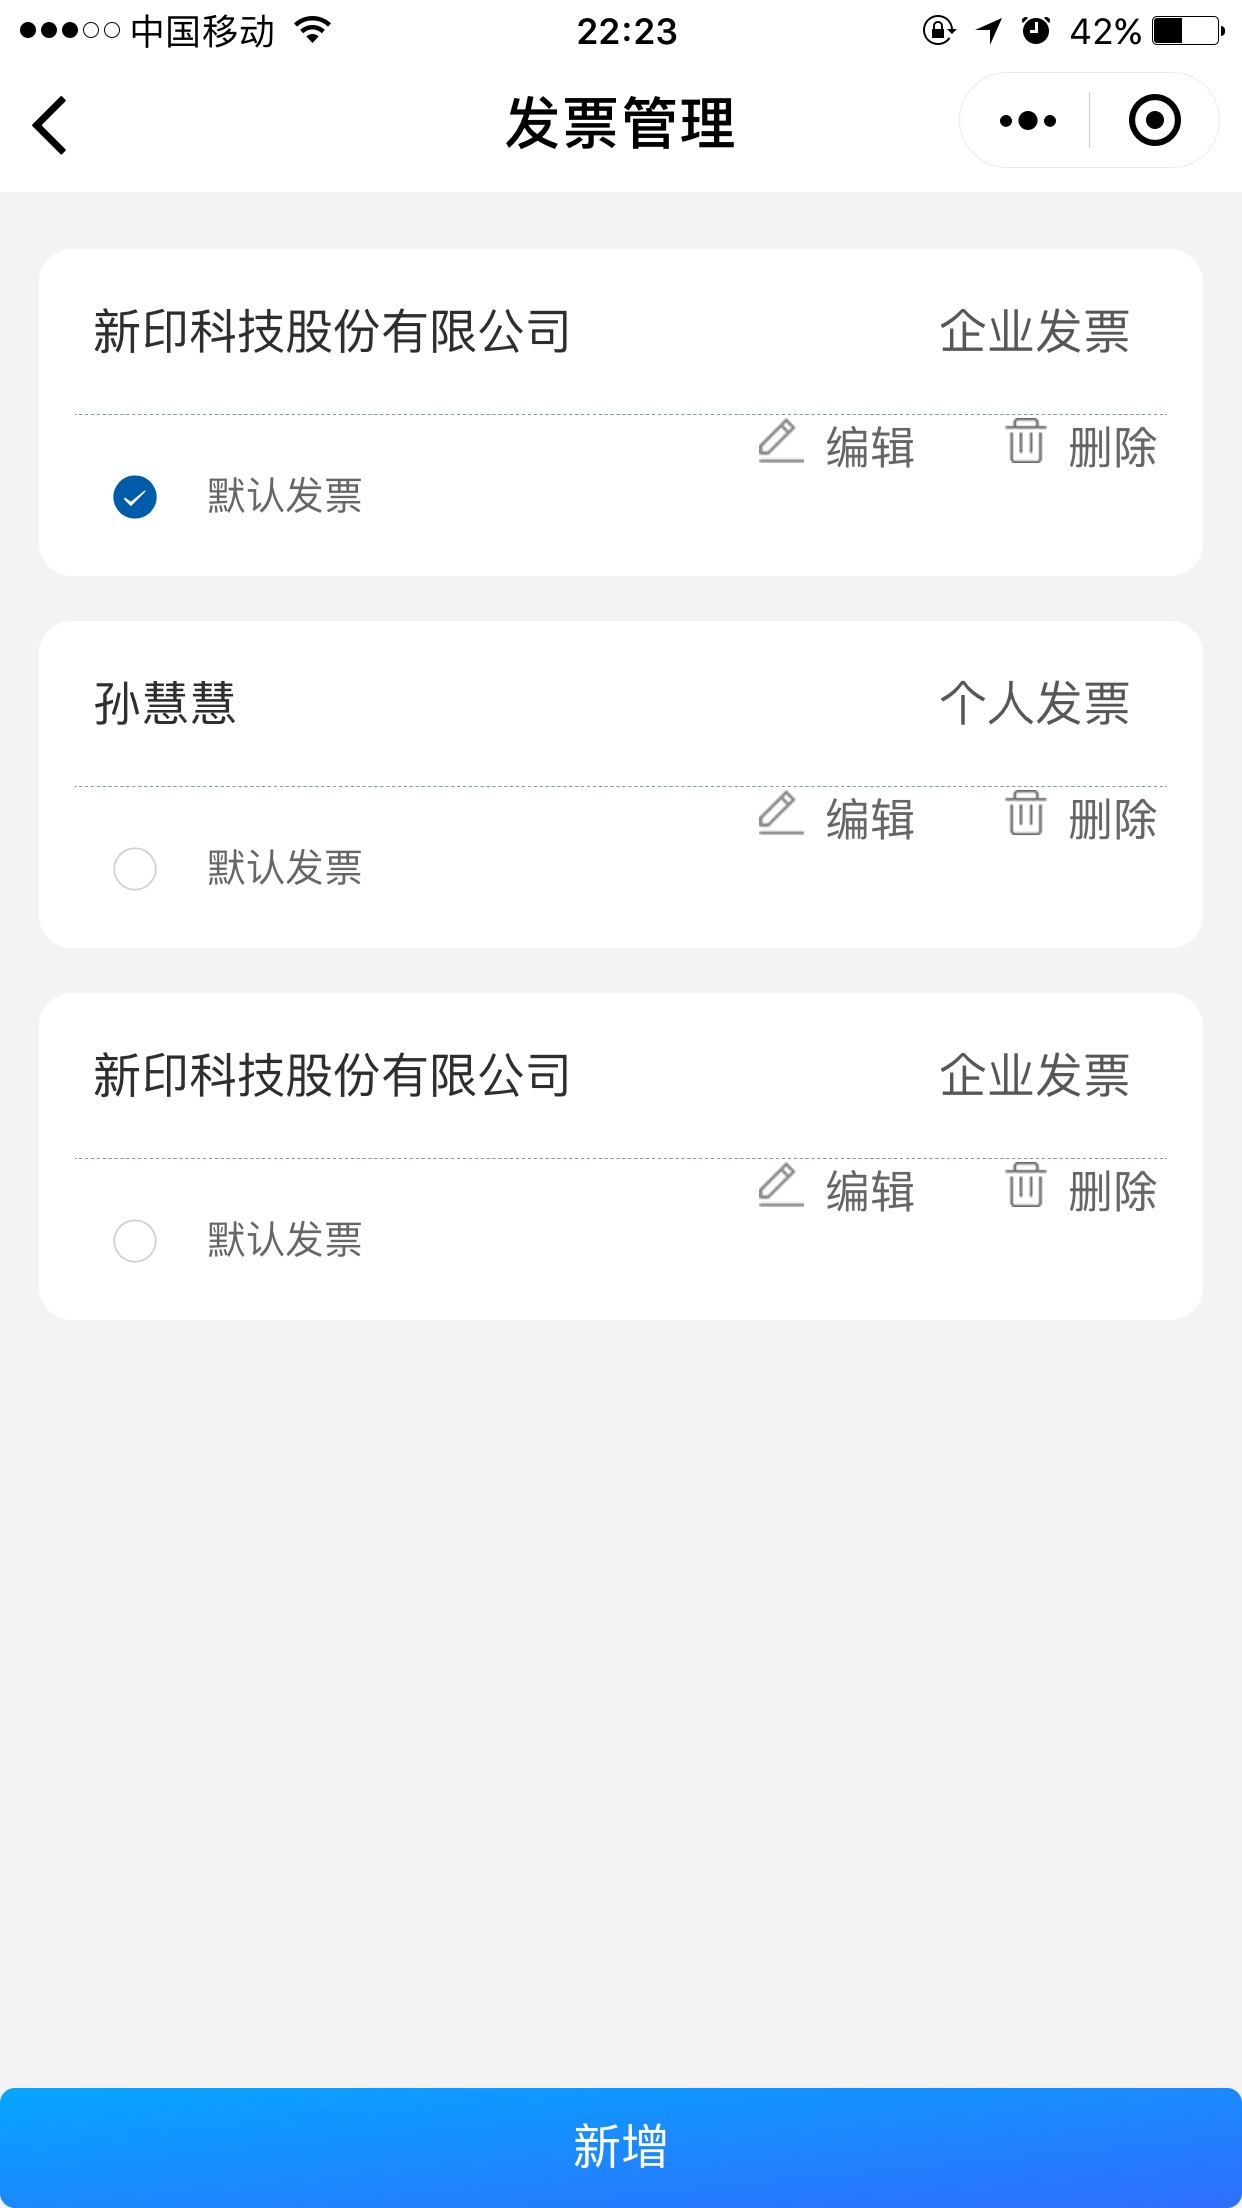 中国移动 22:23 42%
发票管理
新印科技股份有限公司 企业发票
编辑 删除
默认发票
孙慧慧 个人发票
编辑 删除
默认发票
新印科技股份有限公司 企业发票
编辑 删除
默认发票
新增